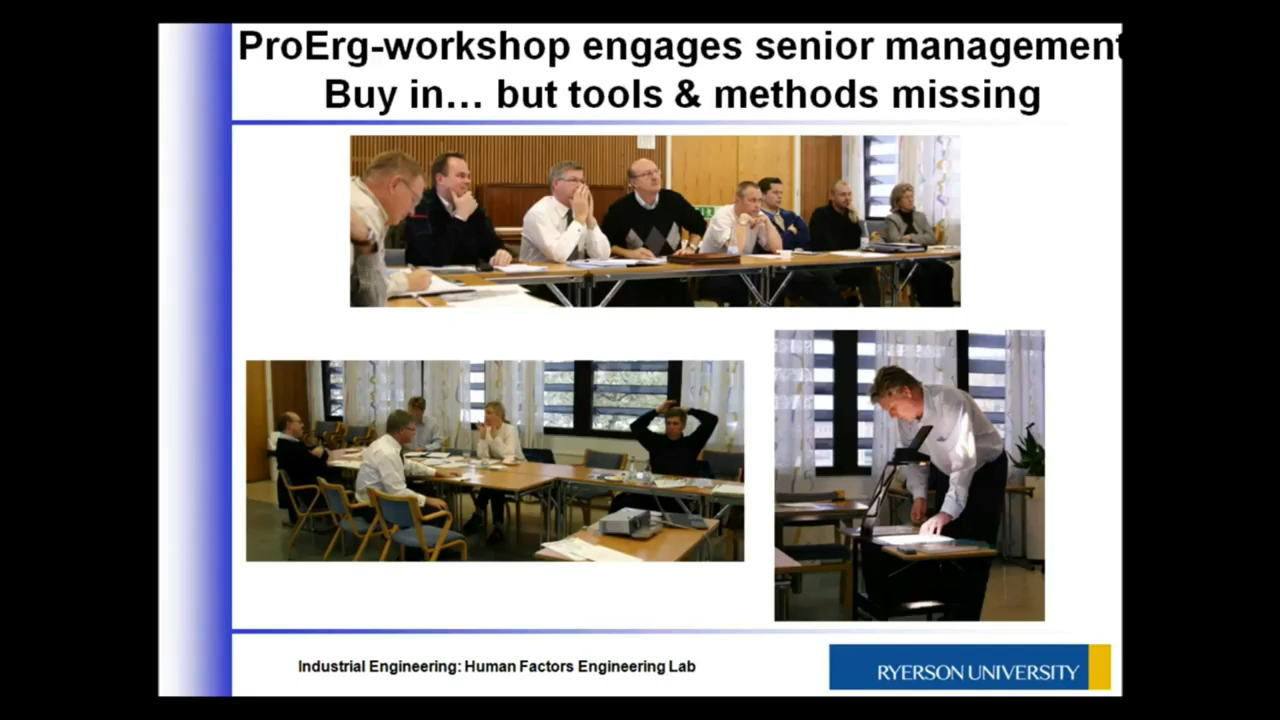 ProErg-workshop engages senior management
Buy in... but tools & methods missing
Industrial Engineering: Human Factors Engineering Lab
RYERSON UNIVERSITY